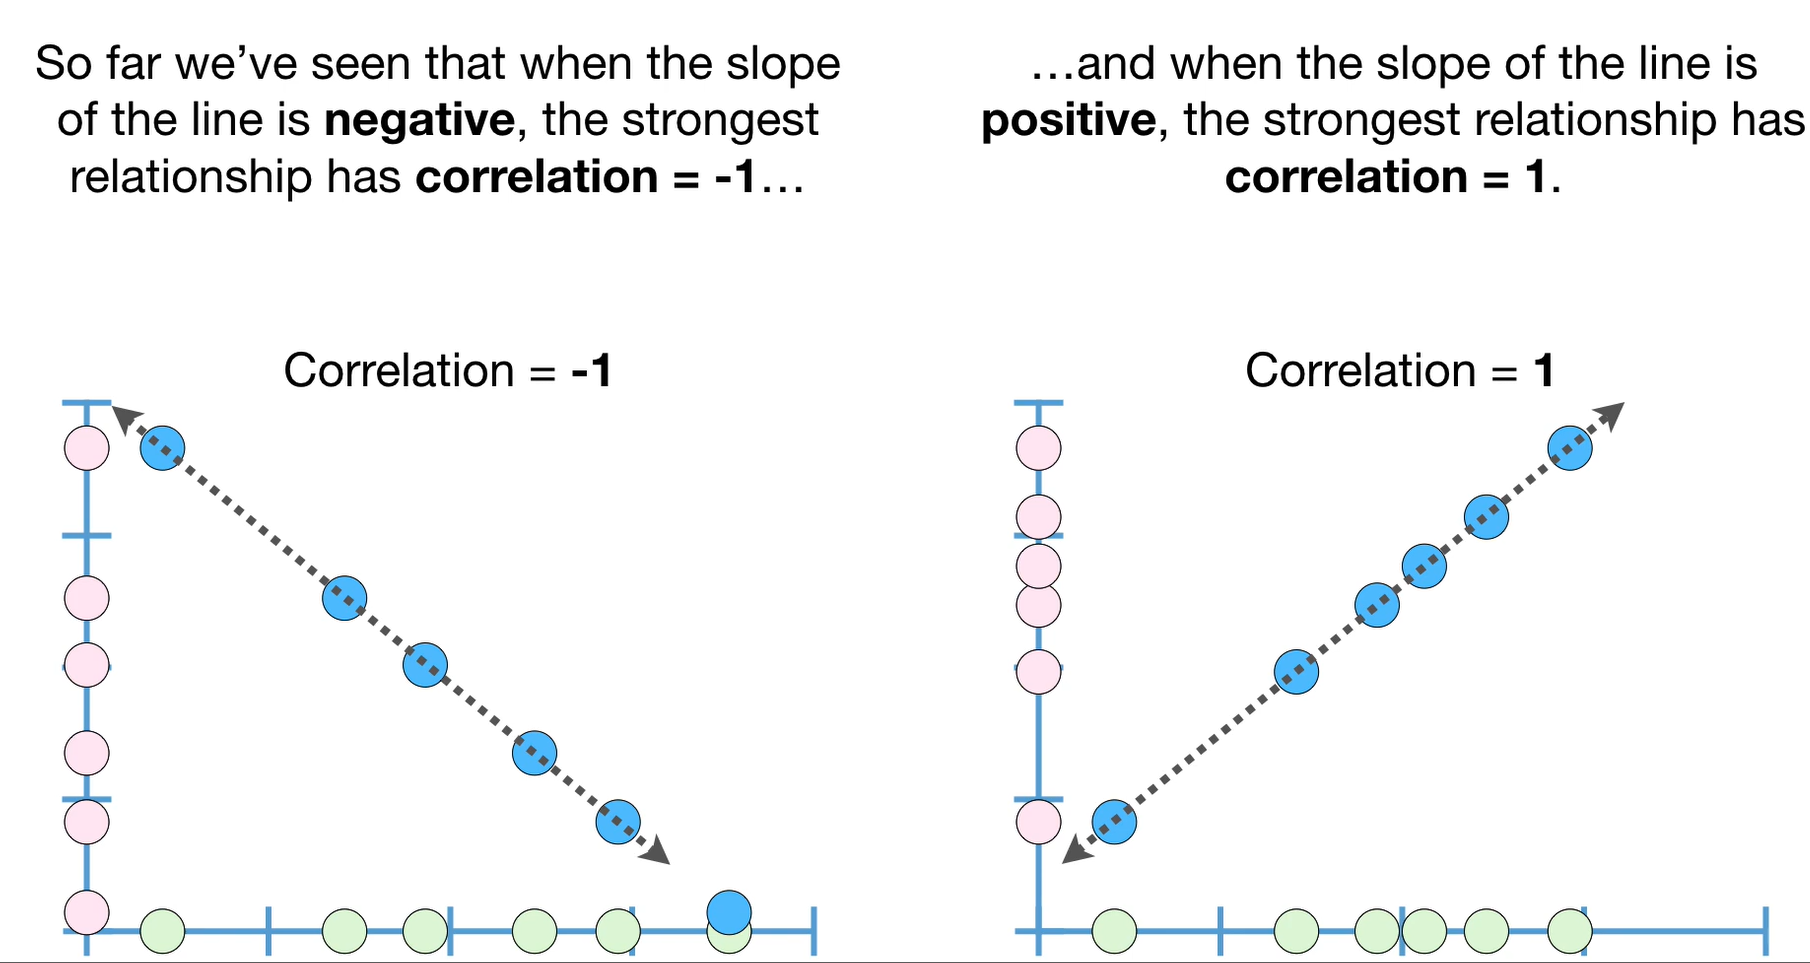 So far we’ve seen that when the slope
of the line is negative, the strongest
relationship has correlation = -1…
…and when the slope of the line is
positive, the strongest relationship has
correlation = 1.
Correlation = -1
Correlation = 1